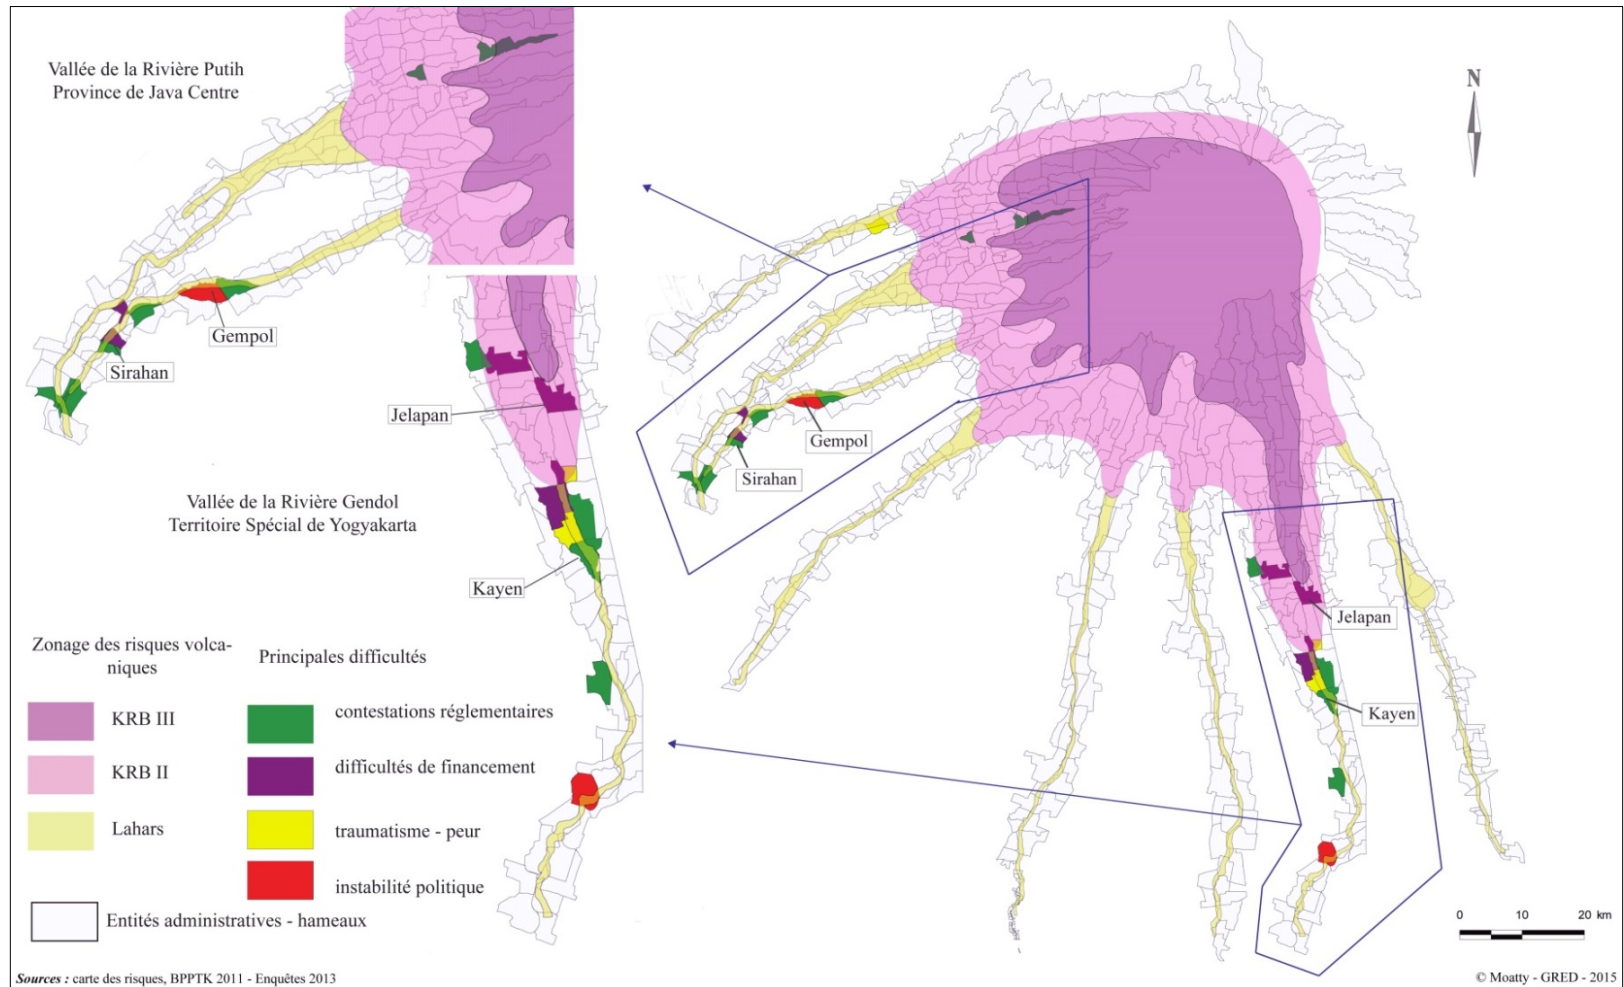 Vallée de la Rivière Putih
Province de Java Centre
N
Gempol
Sirahan
Jelapan
Vallée de la Rivière Gendol
Territoire Spécial de Yogyakarta
Kayen
Gempol
Sirahan
Jelapan
Kayen
Zonage des risques volca-
niques
KRB III
KRB II
Lahars
Entités administratives - hameaux
Principales difficultés
contestations réglementaires
difficultés de financement
traumatisme - peur
instabilité politique
0 10 20 km
Sources : carte des risques, BPPTK 2011 - Enquêtes 2013
© Moatty - GRED - 2015